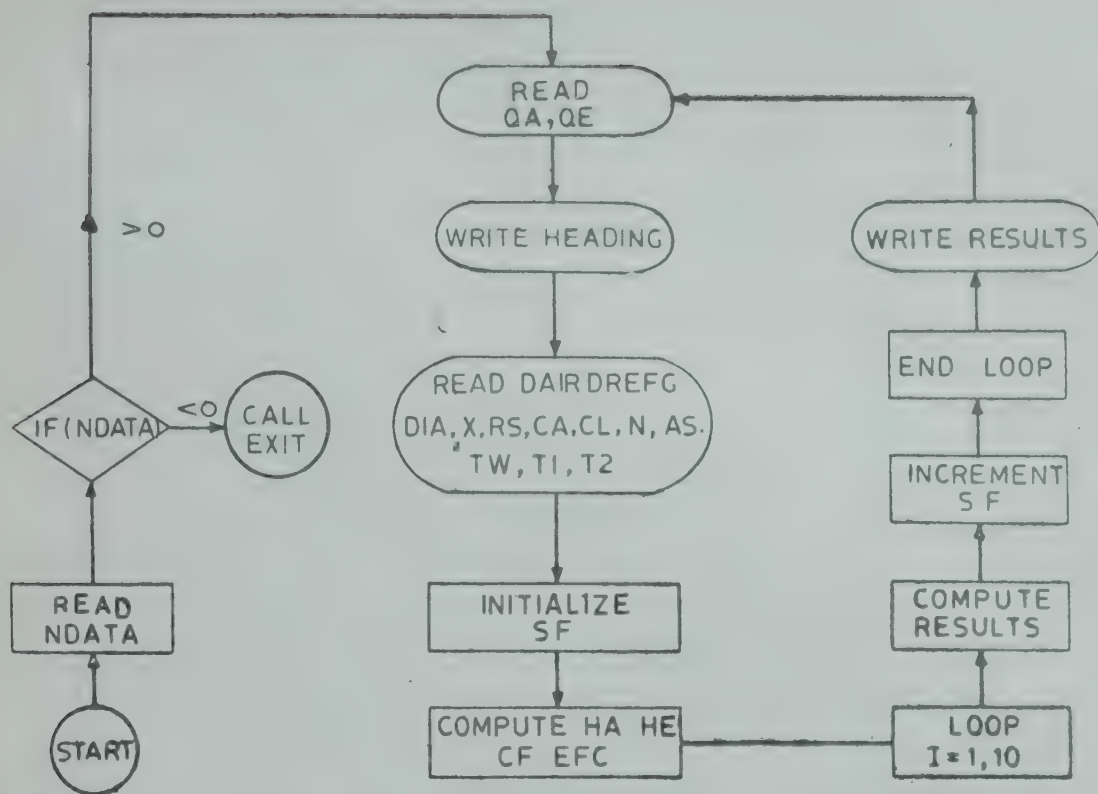 READ
QA, QE
WRITE HEADING
WRITE RESULTS
>0
END LOOP
READ DAIRDREFG
DIA, X, RS, CA, CL, N, AS.
TW, T1, T2
IF(NDATA)
<0
CALL
EXIT
INCREMENT
SF
READ
NDATA
INITIALIZE
SF
COMPUTE
RESULTS
START
COMPUTE HA HE
CF EFC
LOOP
I=1,10